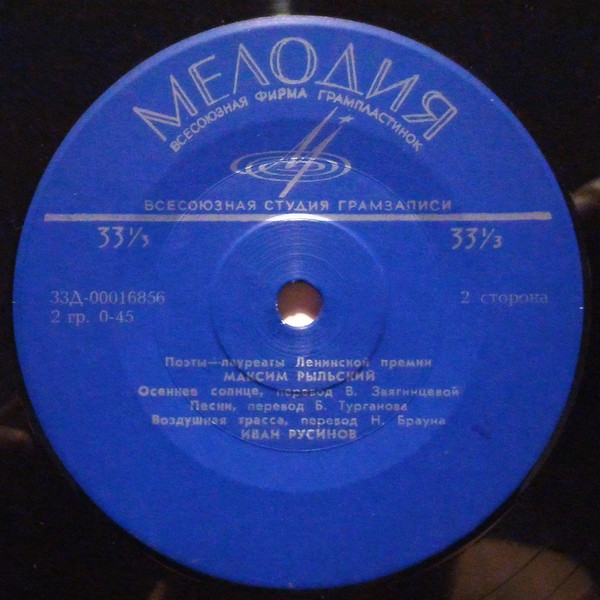 МЕЛОДИЯ
ВСЕСОЮЗНАЯ ФИРМА ГРАМПЛАСТИНОК
ВСЕСОЮЗНАЯ СТУДИЯ ГРАМЗАПИСИ
33⅓ 33⅓
33Д-00016856 2 сторона
2 гр. 0-45
Поэты—лауреаты Ленинской премии
МАКСИМ РЫЛЬСКИЙ
Осеннее солнце, перевод В. Звягинцевой
Песни, перевод Б. Турганова
Воздушная трасса, перевод Н. Брауна
ИВАН РУСИНОВ